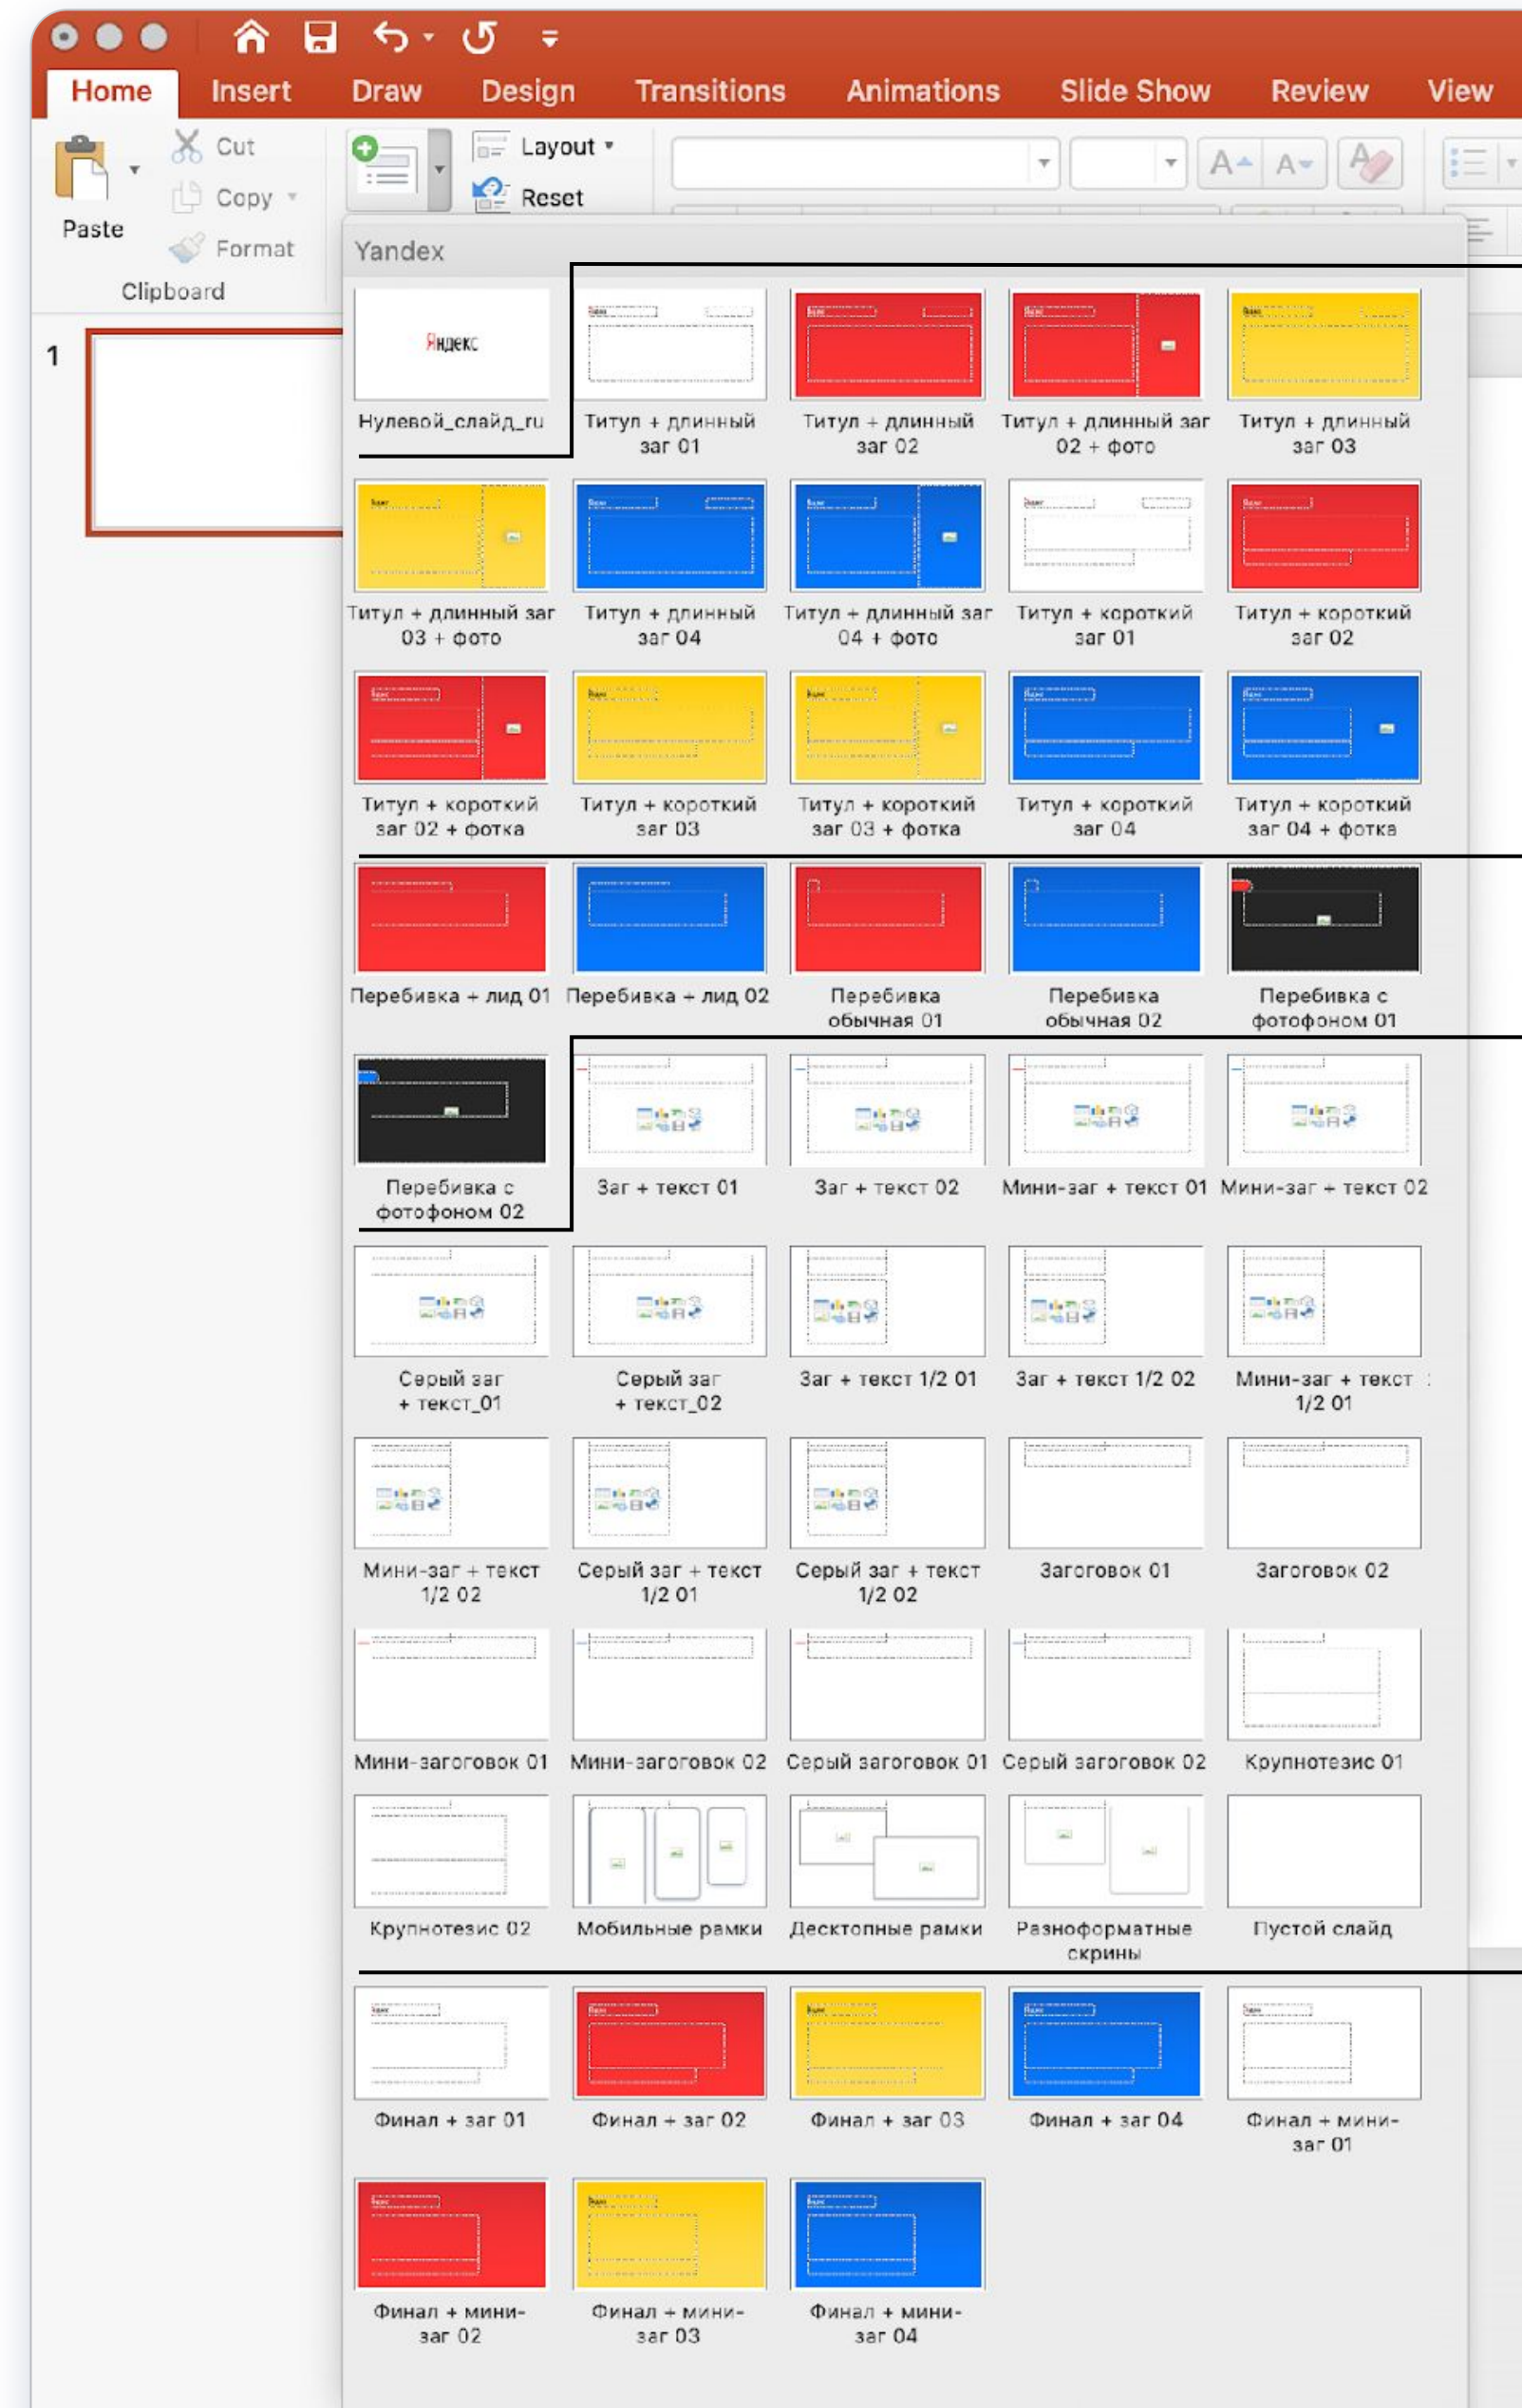 Home Insert Draw Design Transitions Animations Slide Show Review View
Cut
Layout
Copy
Reset
Paste
Format
Clipboard
Yandex
1
Яндекс
Нулевой_слайд_ru
Титул + длинный
заг 01
Титул + длинный
заг 02
Титул + длинный заг
02 + фото
Титул + длинный
заг 03
Титул + длинный заг
03 + фото
Титул + длинный
заг 04
Титул + длинный заг
04 + фото
Титул + короткий
заг 01
Титул + короткий
заг 02
Титул + короткий
заг 02 + фотка
Титул + короткий
заг 03
Титул + короткий
заг 03 + фотка
Титул + короткий
заг 04
Титул + короткий
заг 04 + фотка
Перебивка + лид 01
Перебивка + лид 02
Перебивка
обычная 01
Перебивка
обычная 02
Перебивка с
фотофоном 01
Перебивка с
фотофоном 02
Заг + текст 01
Заг + текст 02
Мини-заг + текст 01
Мини-заг + текст 02
Серый заг
+ текст_01
Серый заг
+ текст_02
Заг + текст 1/2 01
Заг + текст 1/2 02
Мини-заг + текст
1/2 01
Мини-заг + текст
1/2 02
Серый заг + текст
1/2 01
Серый заг + текст
1/2 02
Заголовок 01
Заголовок 02
Мини-заголовок 01
Мини-заголовок 02
Серый заголовок 01
Серый заголовок 02
Крупнотезис 01
Крупнотезис 02
Мобильные рамки
Десктопные рамки
Разноформатные
скрины
Пустой слайд
Финал + заг 01
Финал + заг 02
Финал + заг 03
Финал + заг 04
Финал + мини-
заг 01
Финал + мини-
заг 02
Финал + мини-
заг 03
Финал + мини-
заг 04